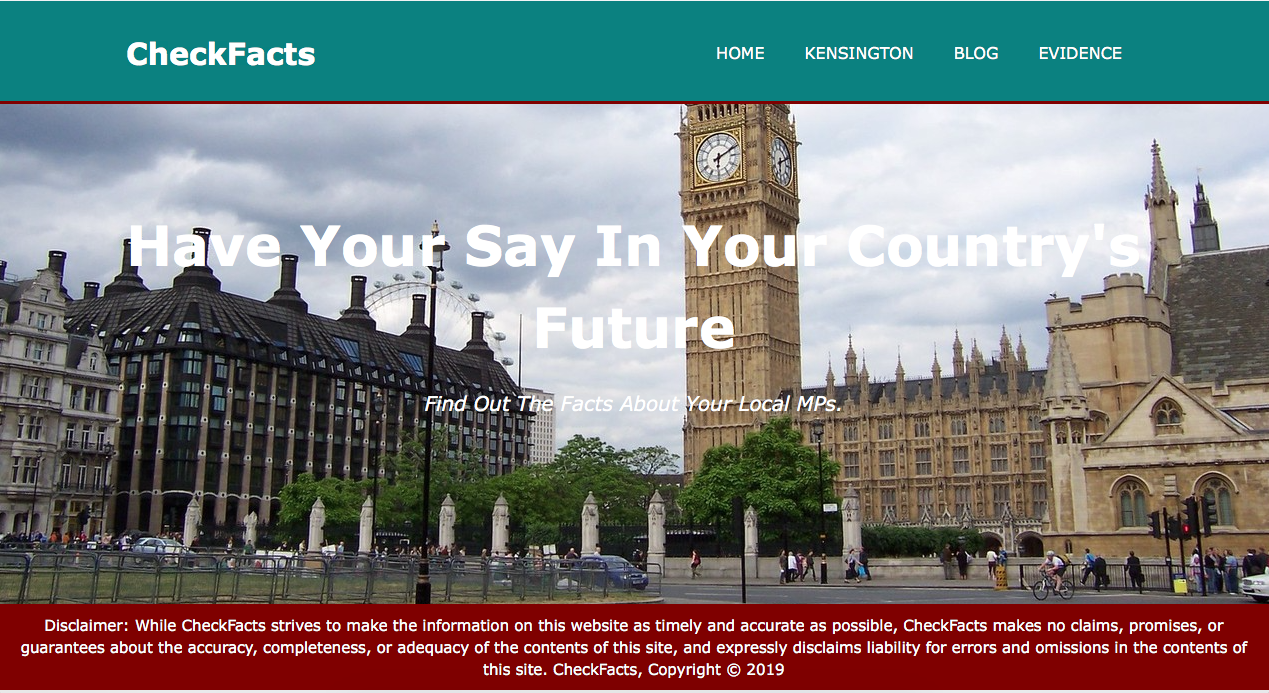 CheckFacts
HOME KENSINGTON BLOG EVIDENCE
Have Your Say In Your Country's
Future
Find Out The Facts About Your Local MPs.
Disclaimer: While CheckFacts strives to make the information on this website as timely and accurate as possible, CheckFacts makes no claims, promises, or
guarantees about the accuracy, completeness, or adequacy of the contents of this site, and expressly disclaims liability for errors and omissions in the contents of
this site. CheckFacts, Copyright © 2019